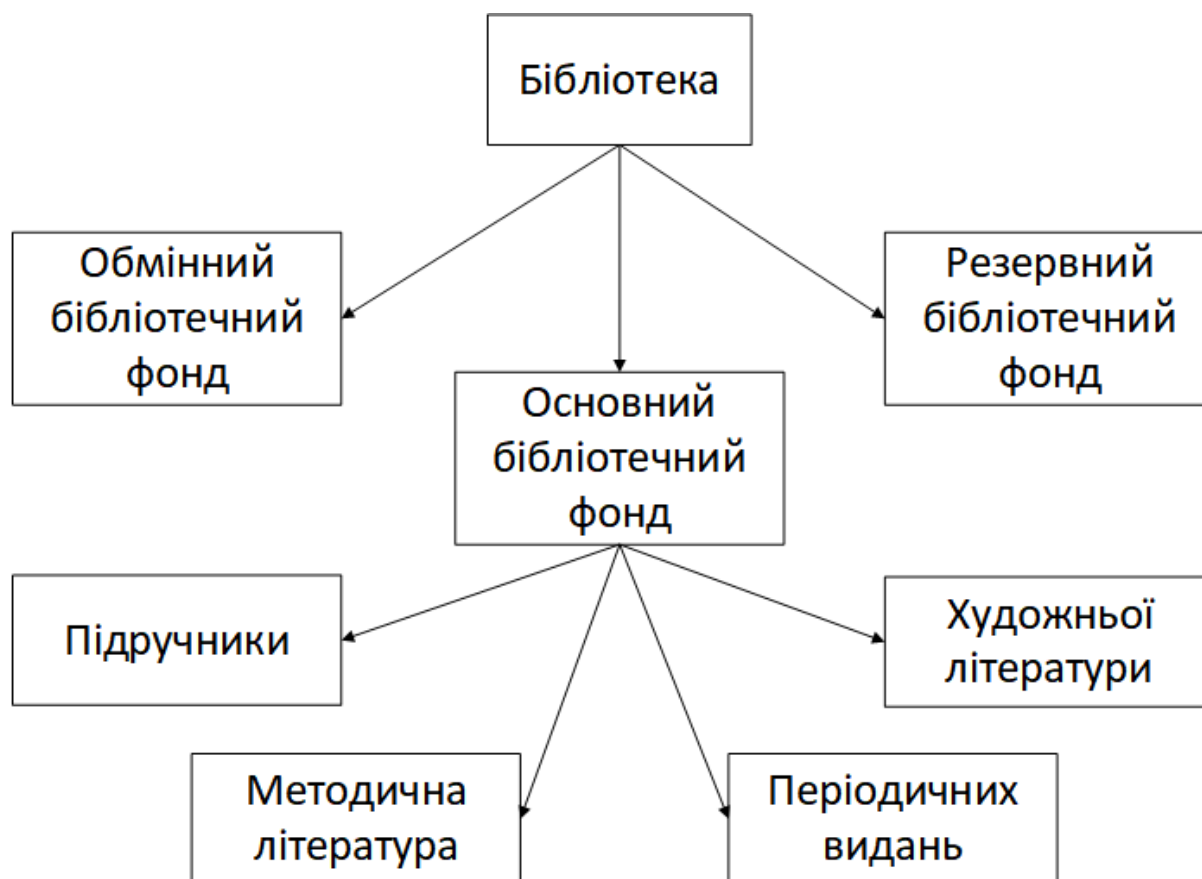 Бібліотека
Обмінний
бібліотечний
фонд
Резервний
бібліотечний
фонд
Основний
бібліотечний
фонд
Підручники
Художньої
літератури
Методична
література
Періодичних
видань